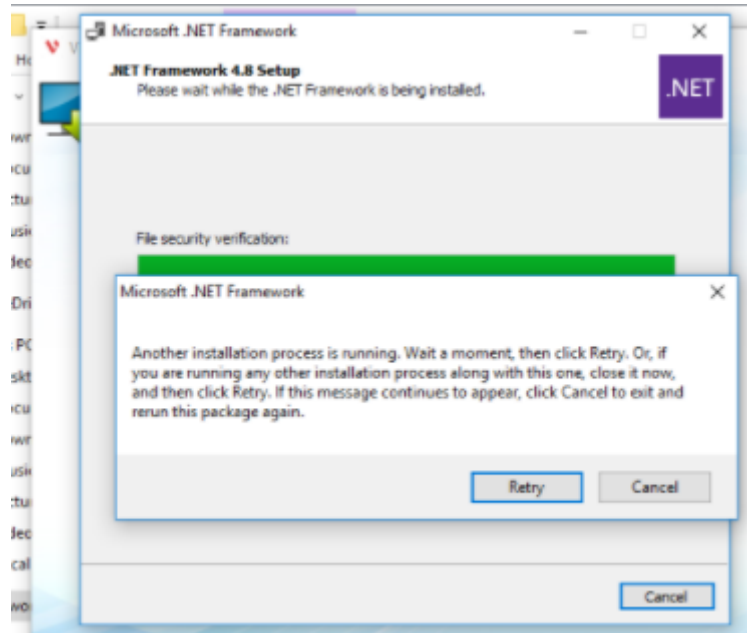 Microsoft .NET Framework
.NET Framework 4.8 Setup
Please wait while the .NET Framework is being installed.
.NET
File security verification:
Microsoft .NET Framework
Another installation process is running. Wait a moment, then click Retry. Or, if
you are running any other installation process along with this one, close it now,
and then click Retry. If this message continues to appear, click Cancel to exit and
rerun this package again.
Retry
Cancel
Cancel